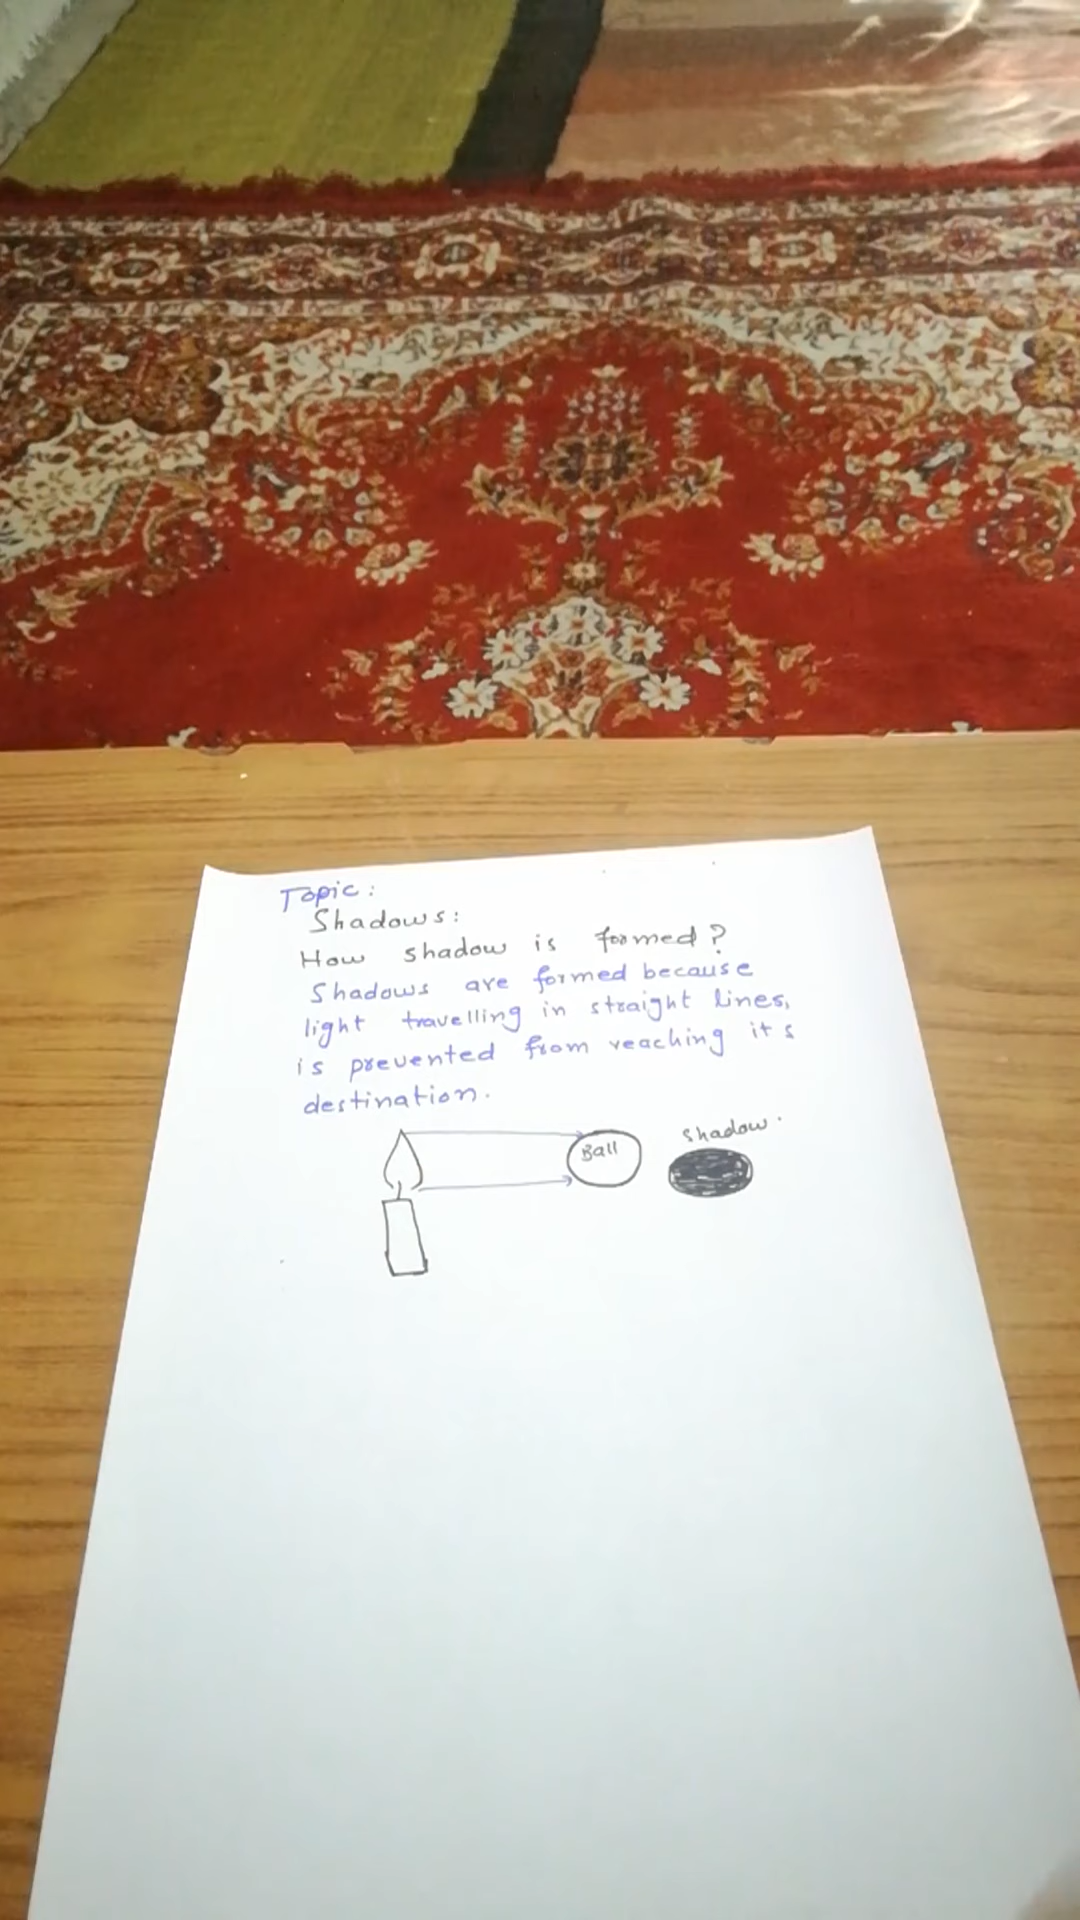 Topic:
Shadows:
How shadow is formed?
Shadows are formed because
light travelling in straight lines,
is prevented from reaching its
destination.
Ball
shadow.